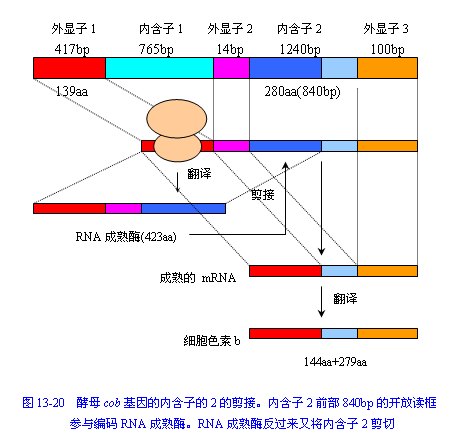 外显子 1 内含子 1 外显子 2 内含子 2 外显子 3
417bp 765bp 14bp 1240bp 100bp
139aa 280aa(840bp)
翻译
剪接
RNA 成熟酶(423aa)
成熟的 mRNA
翻译
细胞色素 b
144aa+279aa
图 13-20 酵母 cob 基因的内含子的 2 的剪接。内含子 2 前部 840bp 的开放读框
参与编码 RNA 成熟酶。RNA 成熟酶反过来又将内含子 2 剪切